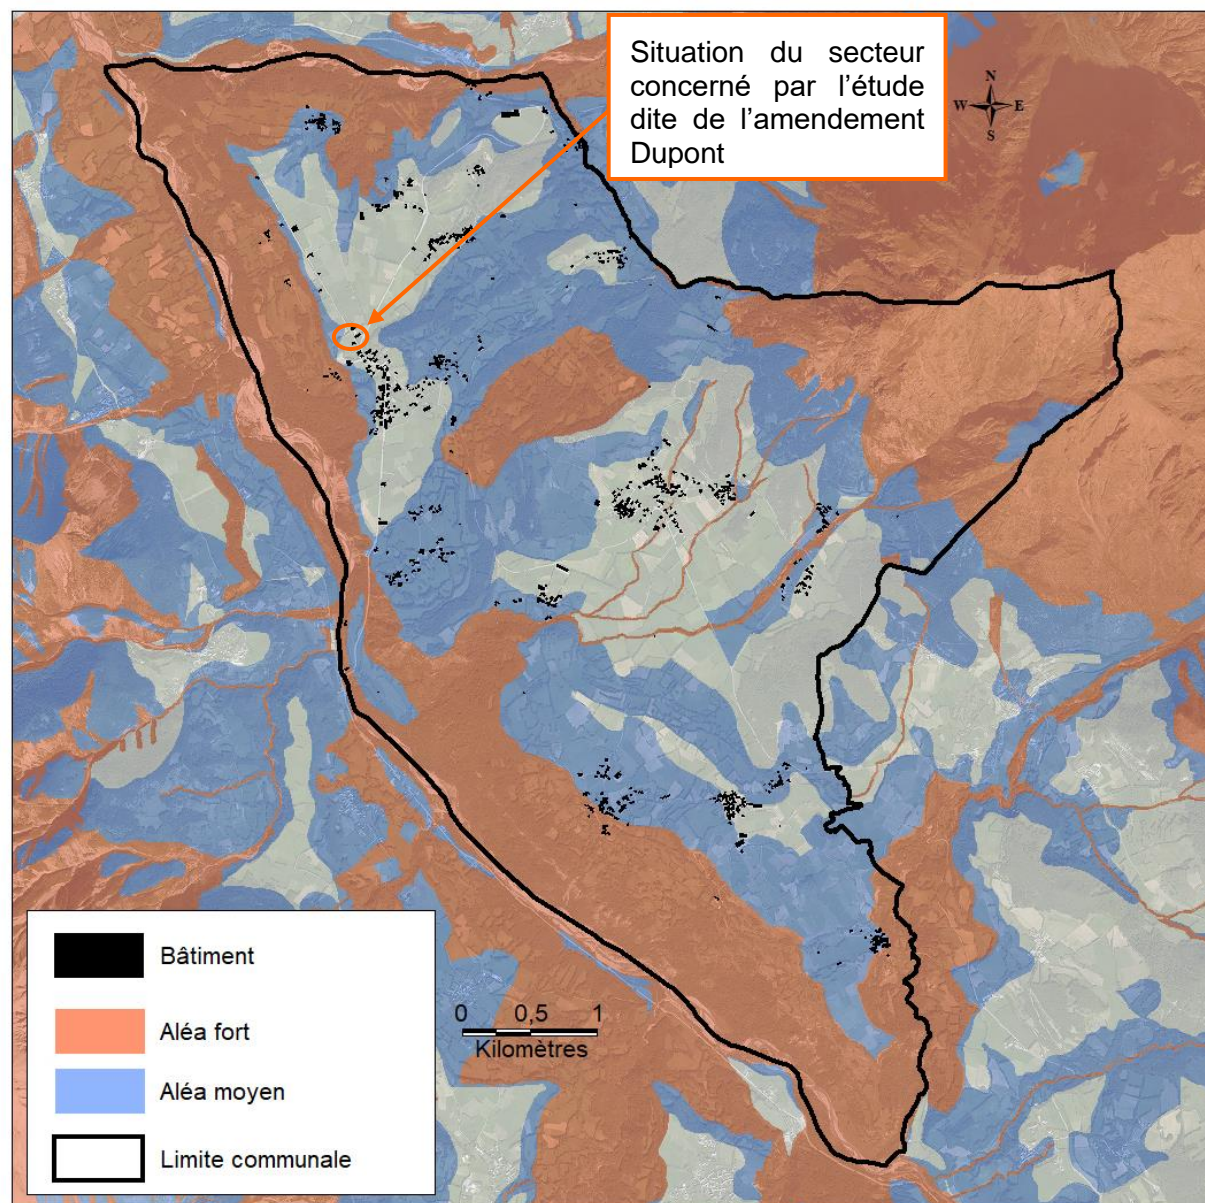 Situation du secteur
concerné par l'étude
dite de l'amendement
Dupont
N
W E
S
Bâtiment
Aléa fort
Aléa moyen
Limite communale
0 0,5 1
Kilomètres